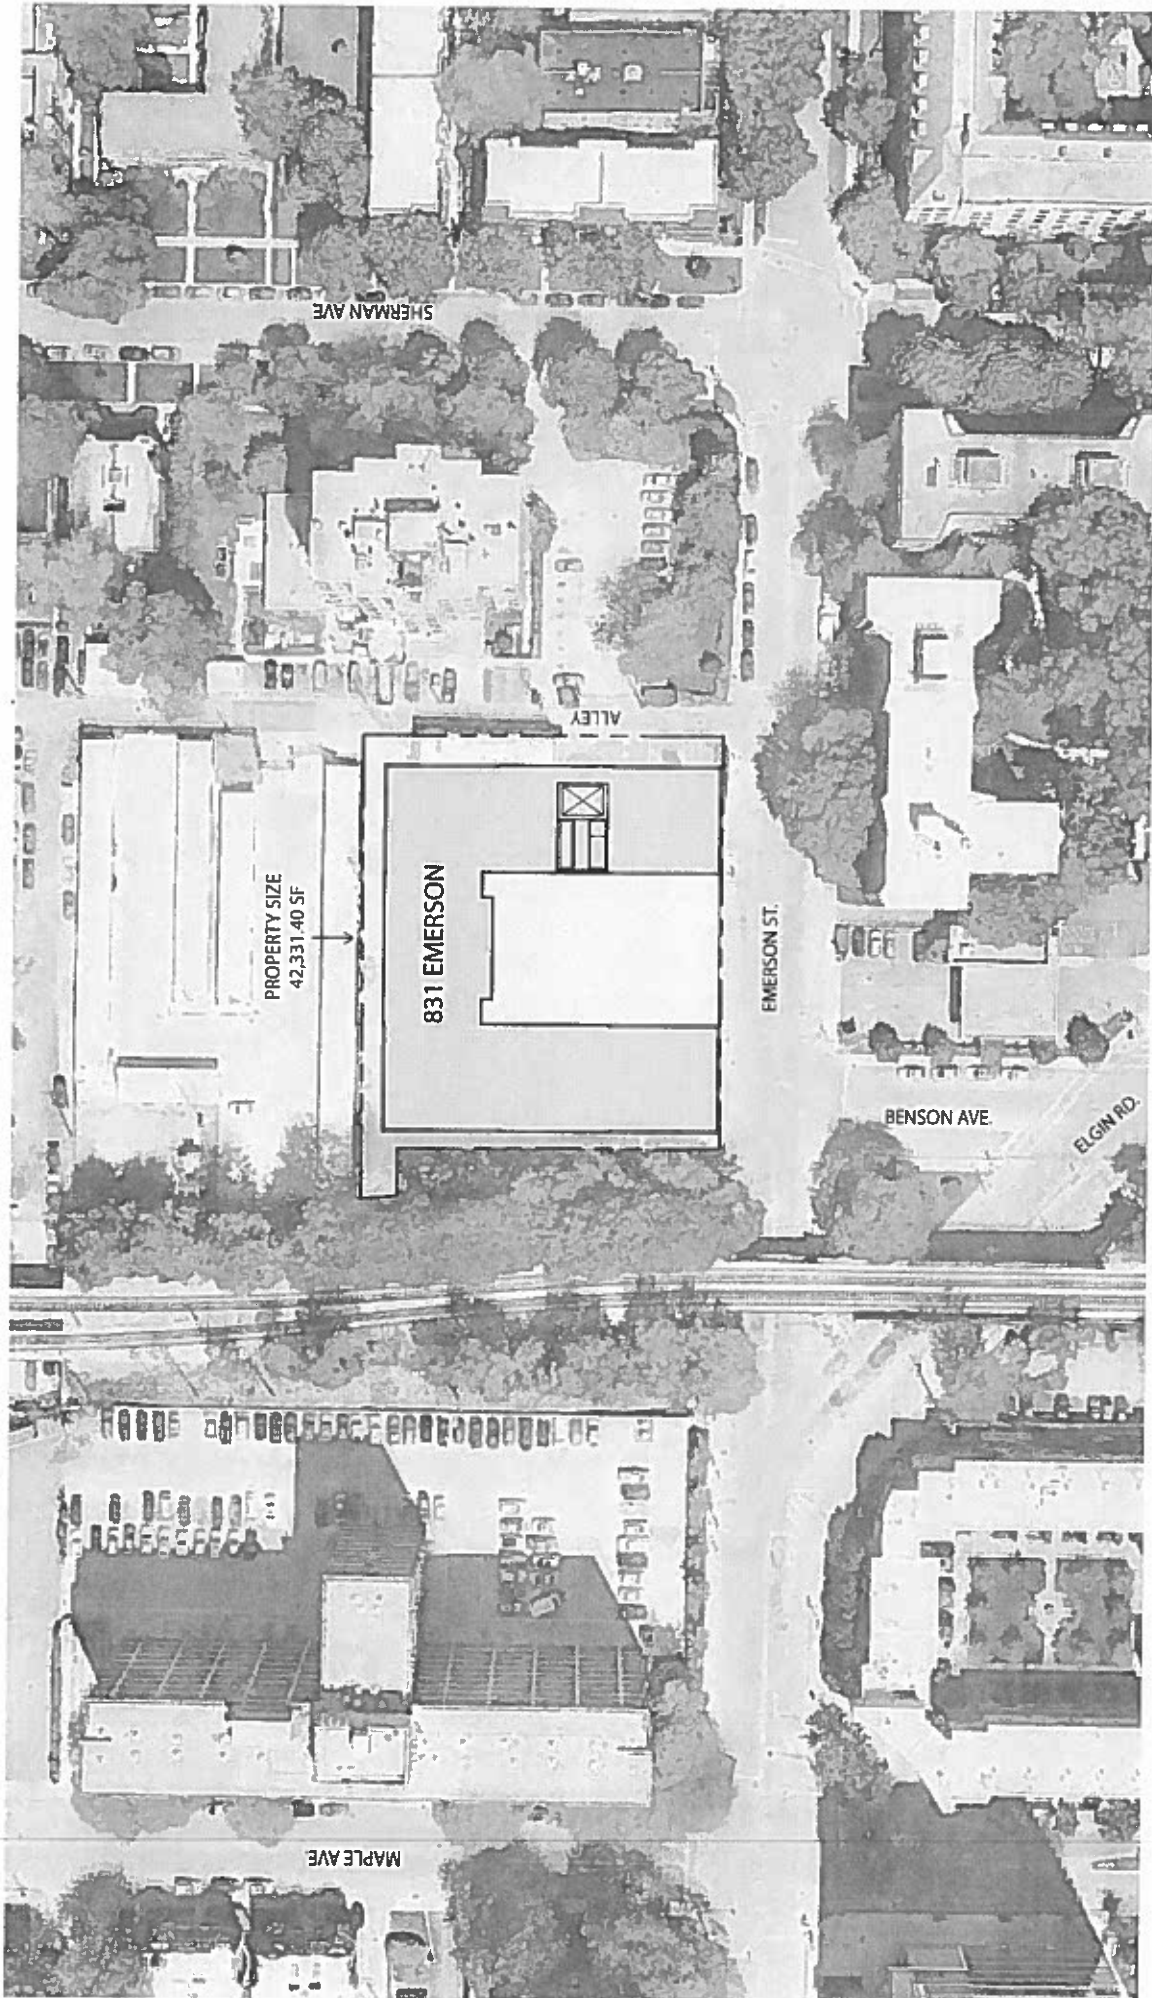 SHERMAN AVE
ALLEY
PROPERTY SIZE
42,331.40 SF
831 EMERSON
EMERSON ST.
BENSON AVE.
ELGIN RD.
MAPLE AVE